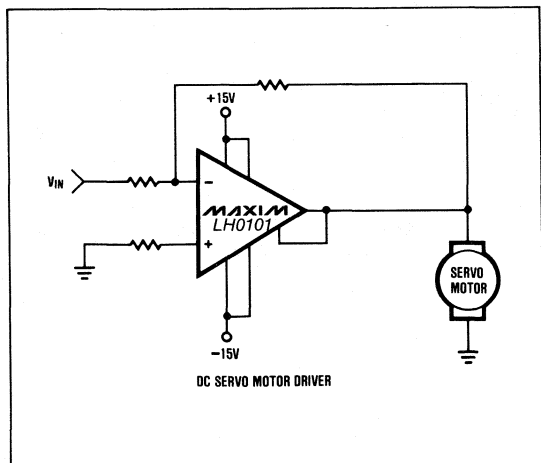 +15V
VIN
−
MAXIM
LH0101
+
SERVO
MOTOR
−15V
DC SERVO MOTOR DRIVER